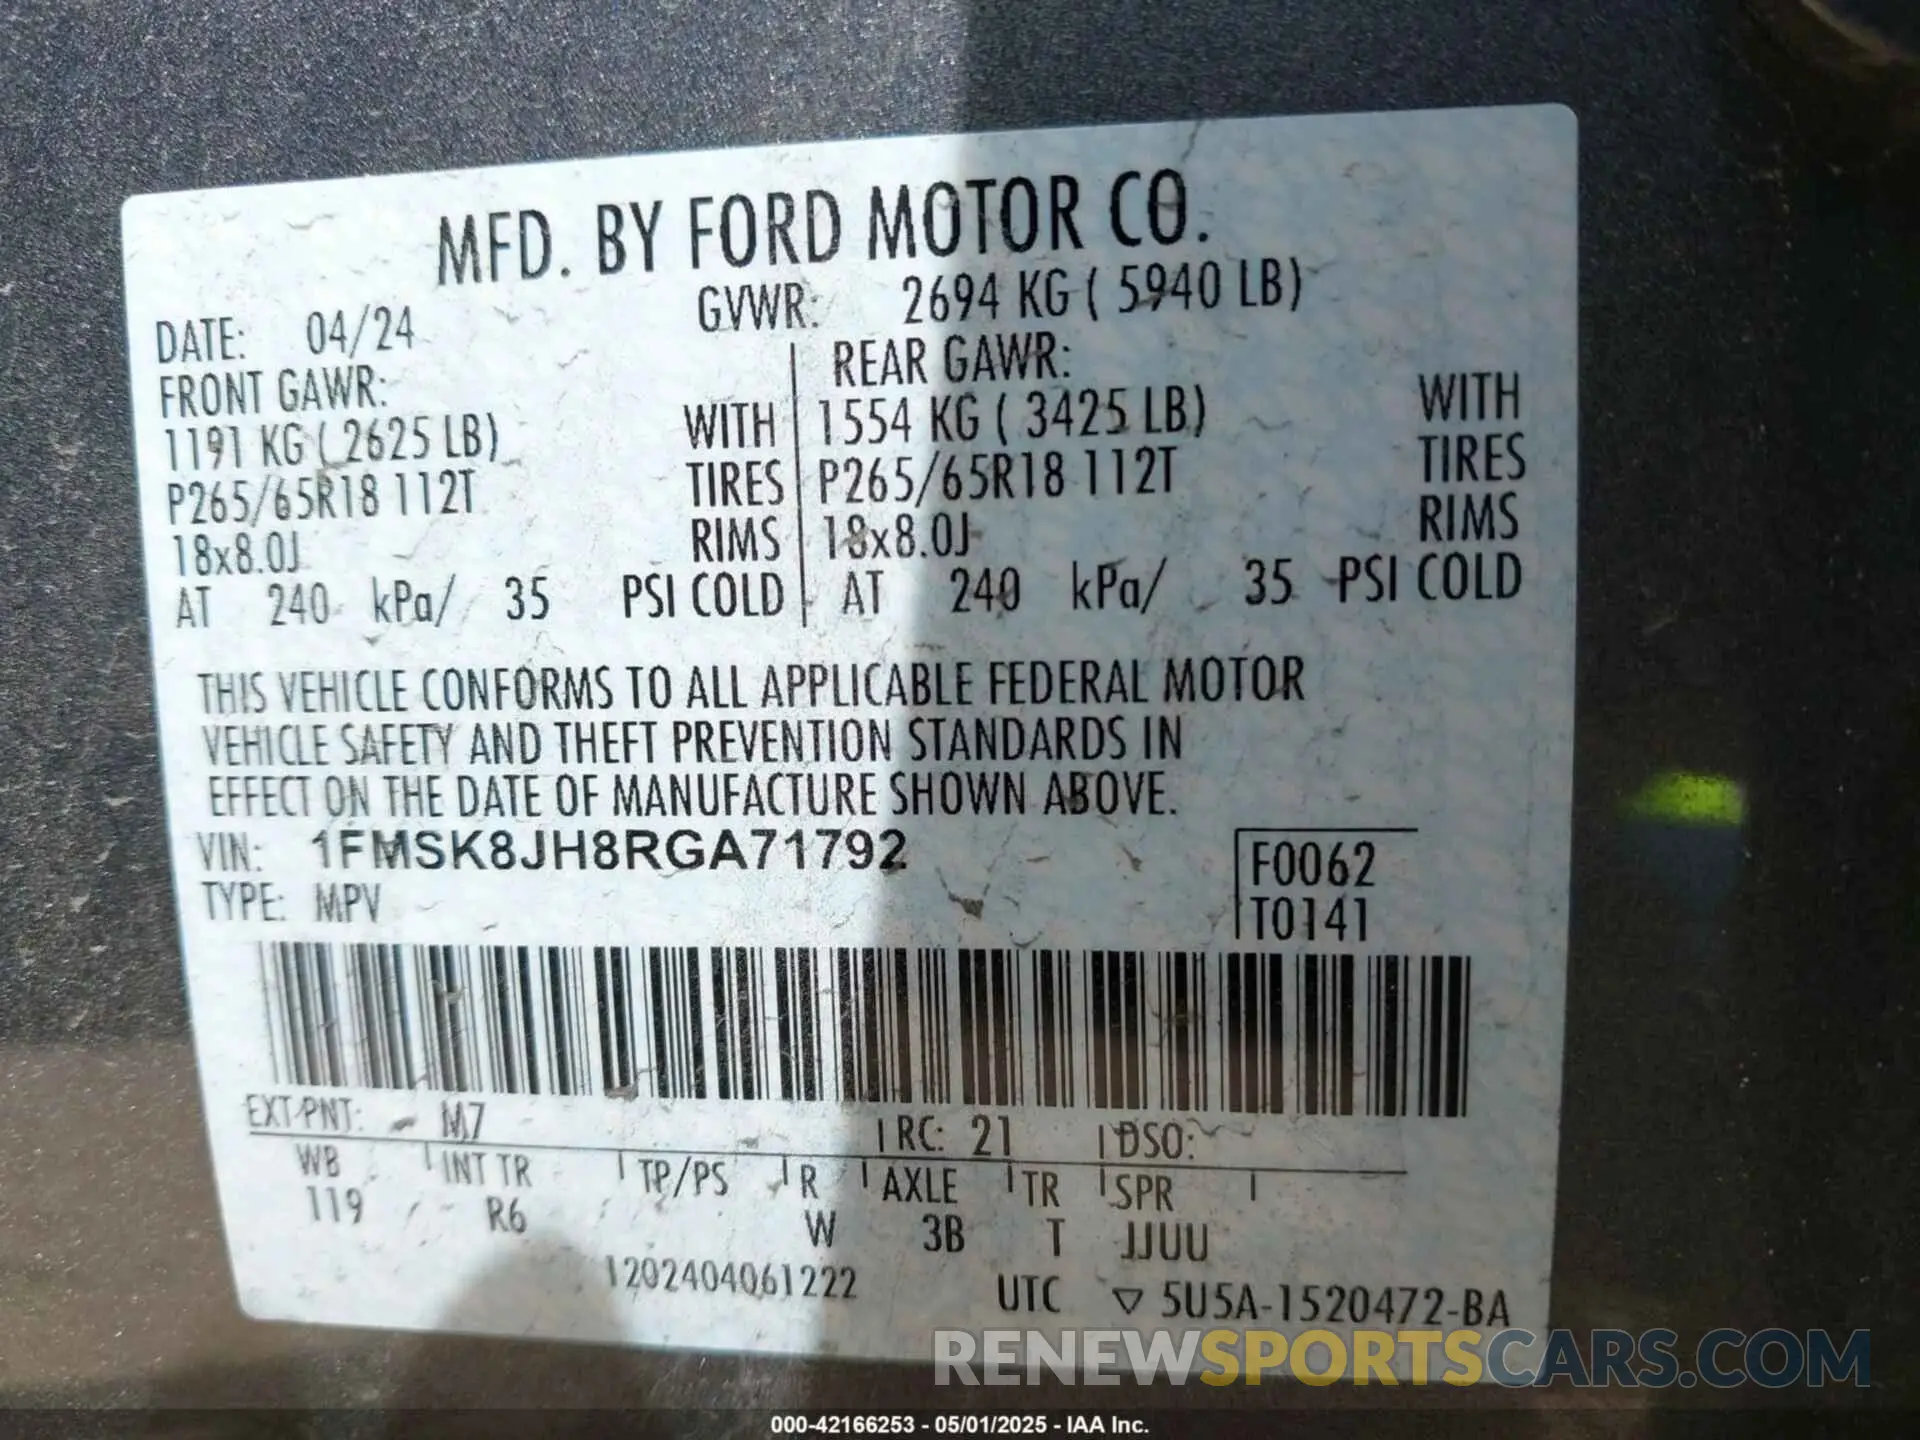 MFD. BY FORD MOTOR CO.
DATE: 04/24 GVWR: 2694 KG ( 5940 LB)
FRONT GAWR: REAR GAWR:
1191 KG ( 2625 LB) WITH 1554 KG ( 3425 LB) WITH
P265/65R18 112T TIRES P265/65R18 112T TIRES
18x8.0J RIMS 18x8.0J RIMS
AT 240 kPa/ 35 PSI COLD AT 240 kPa/ 35 PSI COLD
THIS VEHICLE CONFORMS TO ALL APPLICABLE FEDERAL MOTOR
VEHICLE SAFETY AND THEFT PREVENTION STANDARDS IN
EFFECT ON THE DATE OF MANUFACTURE SHOWN ABOVE.
VIN: 1FMSK8JH8RGA71792 F0062
TYPE: MPV T0141
EXT PNT: M7 RC: 21 DSO:
WB INT TR TP/PS R AXLE TR SPR
119 R6 W 3B T JJUU
1202404061222 UTC ▽ 5U5A-1520472-BA
RENEWSPORTSCARS.COM
000-42166253 - 05/01/2025 - IAA Inc.